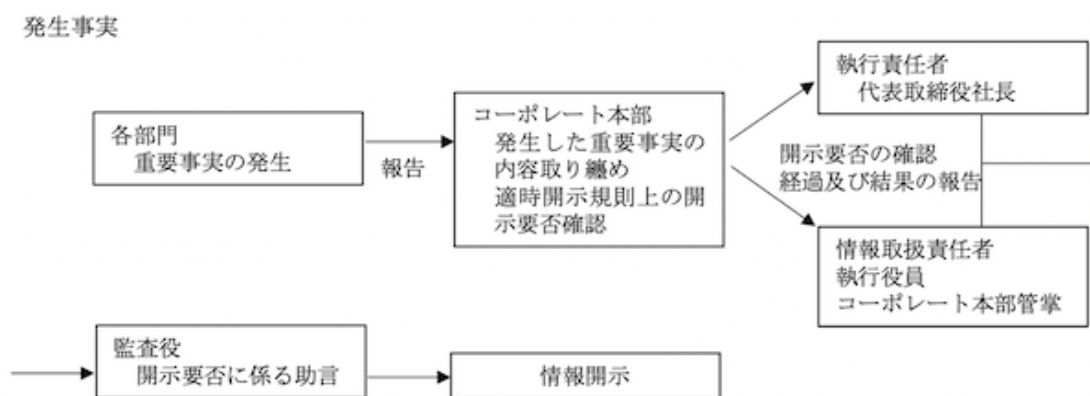 発生事実
各部門
重要事実の発生
報告
コーポレート本部
発生した重要事実の
内容取り纏め
適時開示規則上の開
示要否確認
執行責任者
代表取締役社長
開示要否の確認
経過及び結果の報告
情報取扱責任者
執行役員
コーポレート本部管掌
監査役
開示要否に係る助言
情報開示